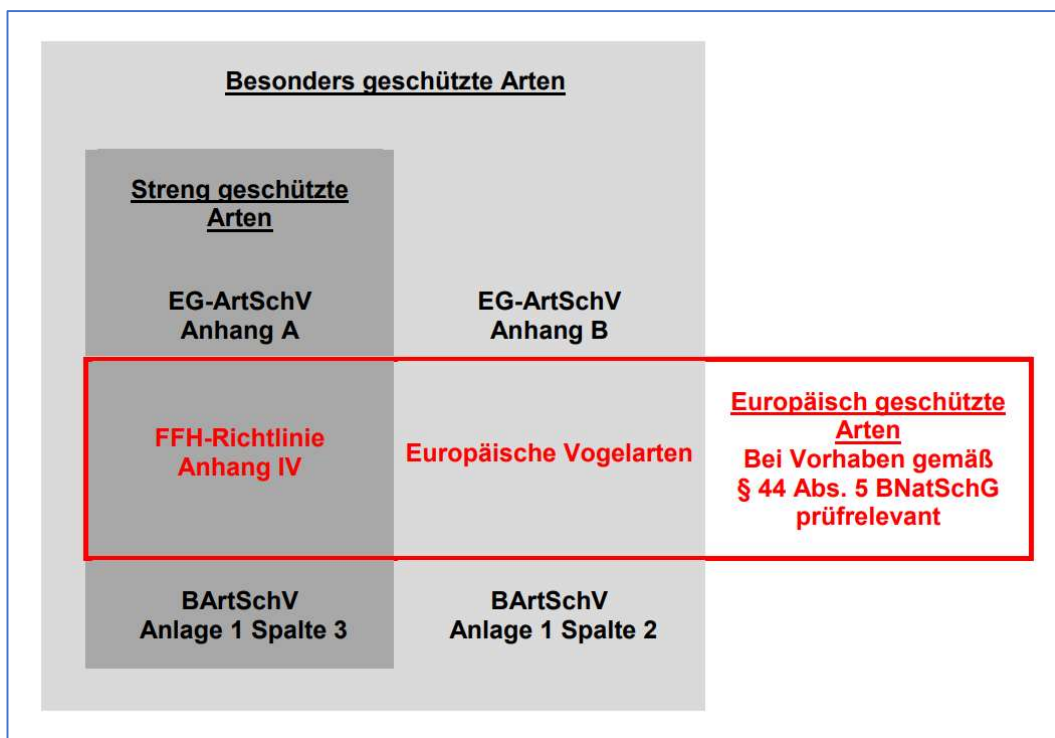 Besonders geschützte Arten
Streng geschützte
Arten
EG-ArtSchV
Anhang A
EG-ArtSchV
Anhang B
FFH-Richtlinie
Anhang IV
Europäische Vogelarten
Europäisch geschützte
Arten
Bei Vorhaben gemäß
§ 44 Abs. 5 BNatSchG
prüfrelevant
BArtSchV
Anlage 1 Spalte 3
BArtSchV
Anlage 1 Spalte 2